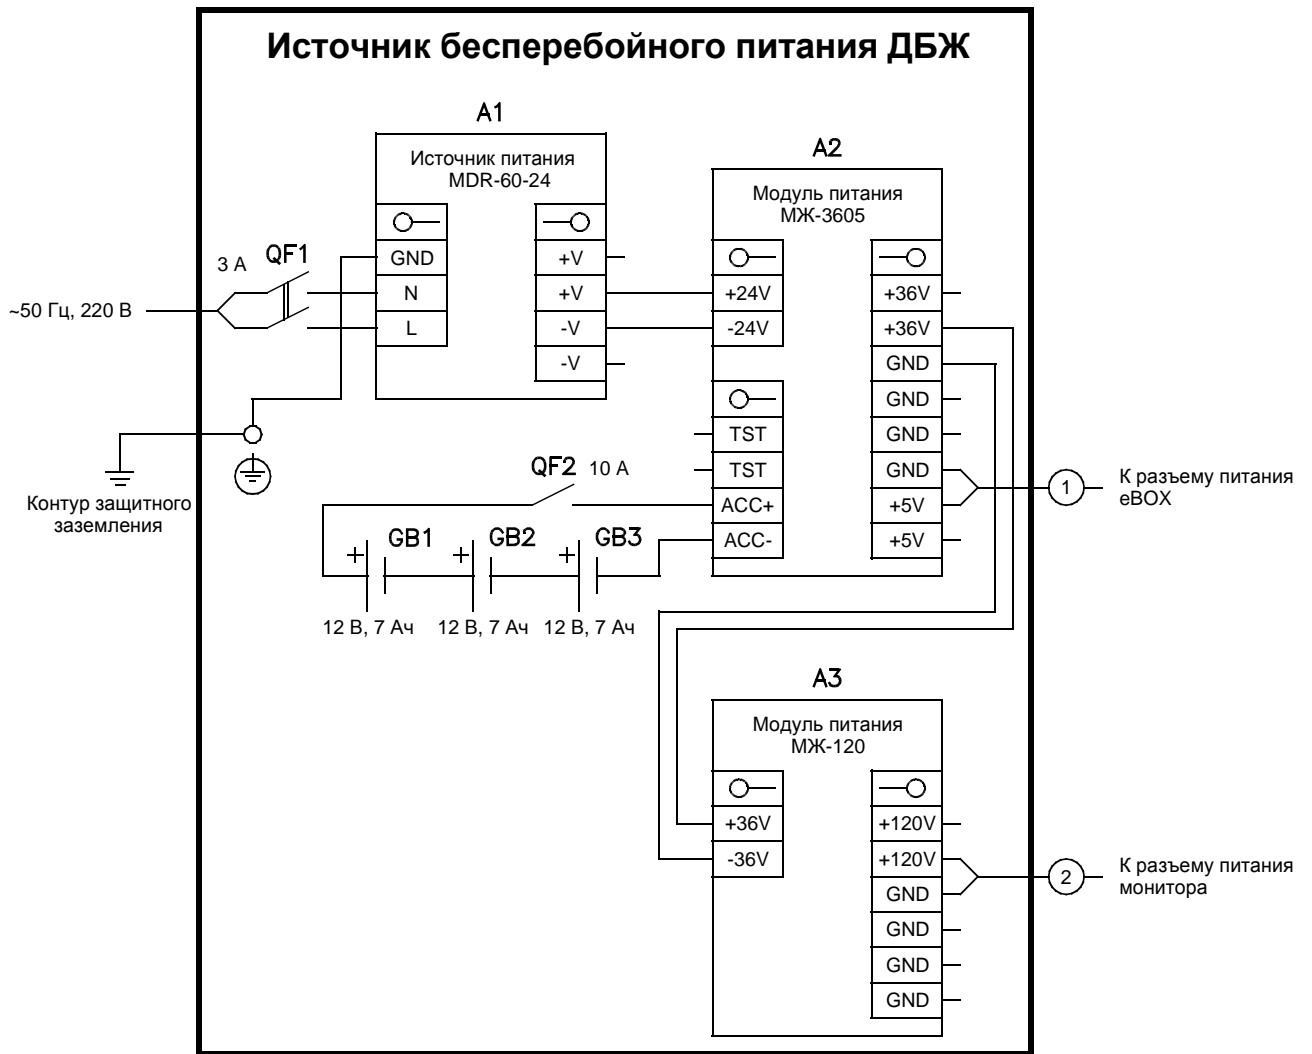 Источник бесперебойного питания ДБЖ
A1
Источник питания
MDR-60-24
GND
N
L
+V
+V
-V
-V
3 А
QF1
~50 Гц, 220 В
Контур защитного
заземления
A2
Модуль питания
МЖ-3605
+24V
-24V
TST
TST
ACC+
ACC-
+36V
+36V
GND
GND
GND
GND
+5V
+5V
QF2
10 А
GB1
GB2
GB3
+
+
+
12 В, 7 Ач
12 В, 7 Ач
12 В, 7 Ач
1
К разъему питания
eBOX
A3
Модуль питания
МЖ-120
+36V
-36V
+120V
+120V
GND
GND
GND
GND
2
К разъему питания
монитора